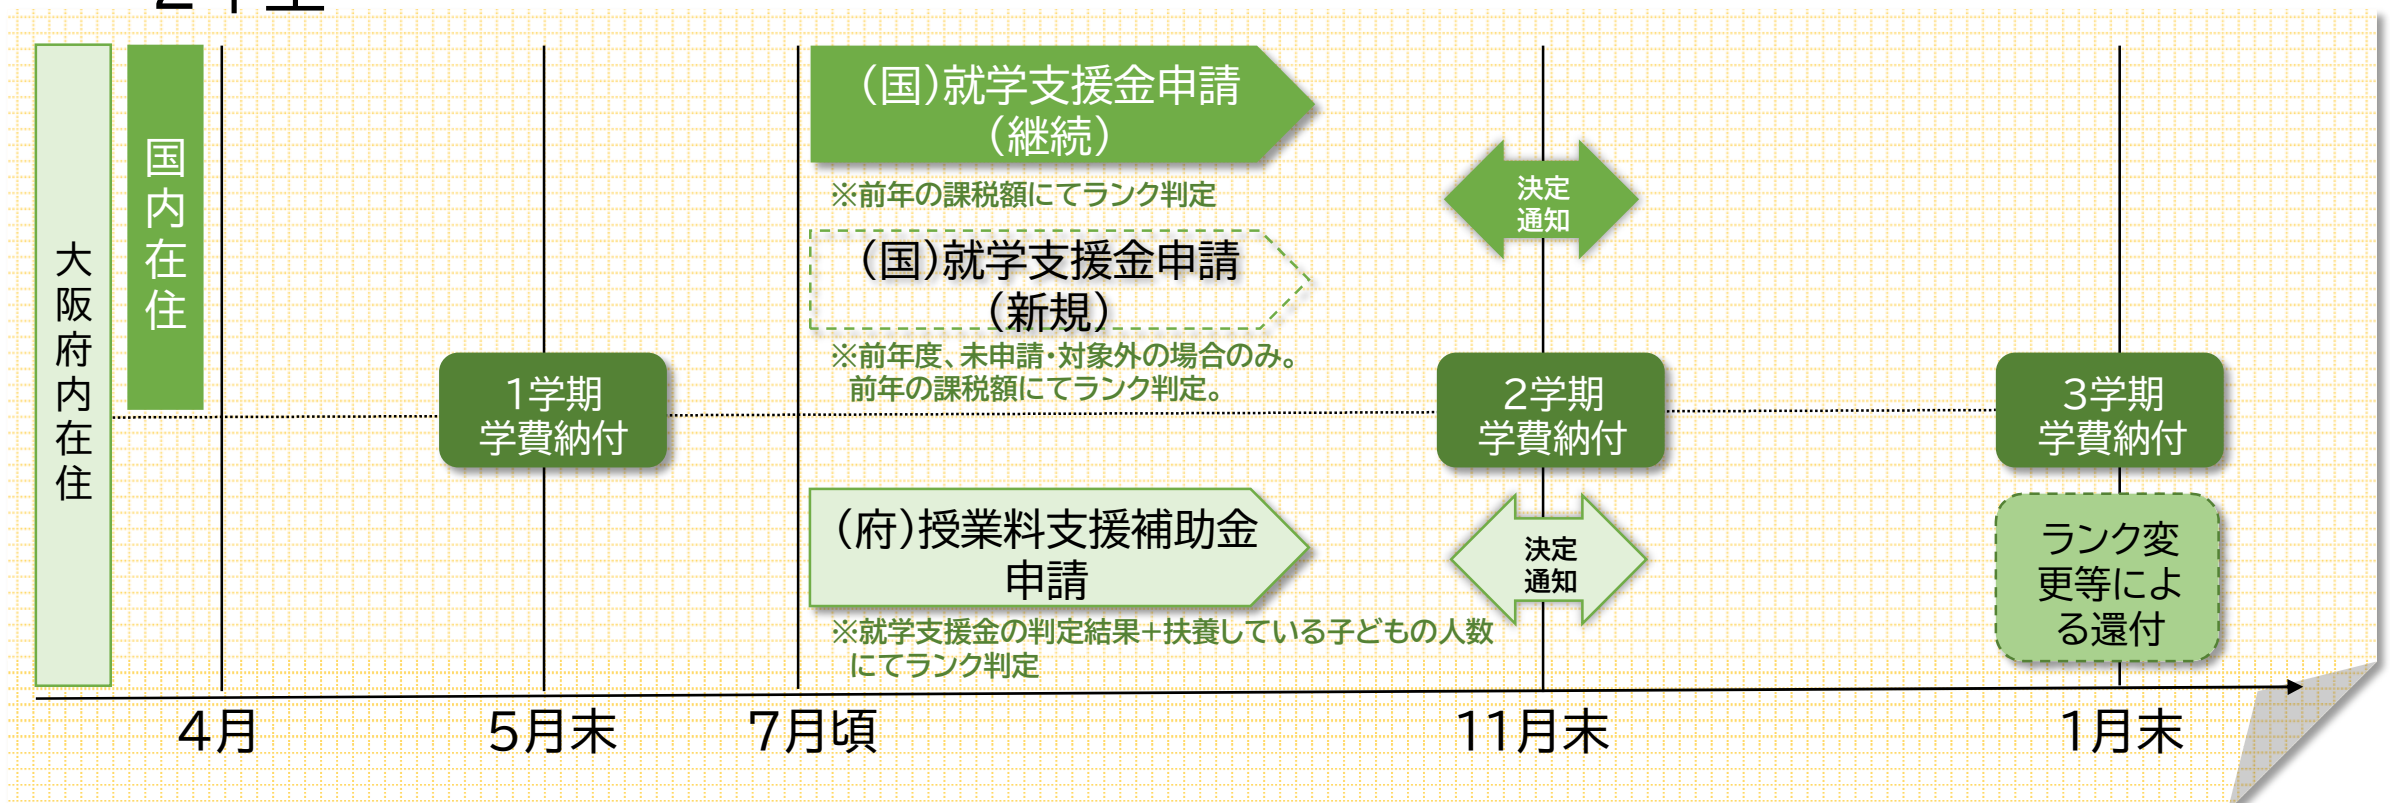 大阪府内在住
国内在住
(国)就学支援金申請
(継続)
※前年の課税額にてランク判定
決定
通知
(国)就学支援金申請
(新規)
※前年度、未申請・対象外の場合のみ。
前年の課税額にてランク判定。
1学期
学費納付
2学期
学費納付
3学期
学費納付
(府)授業料支援補助金
申請
※就学支援金の判定結果+扶養している子どもの人数
にてランク判定
決定
通知
ランク変
更等によ
る還付
4月
5月末
7月頃
11月末
1月末